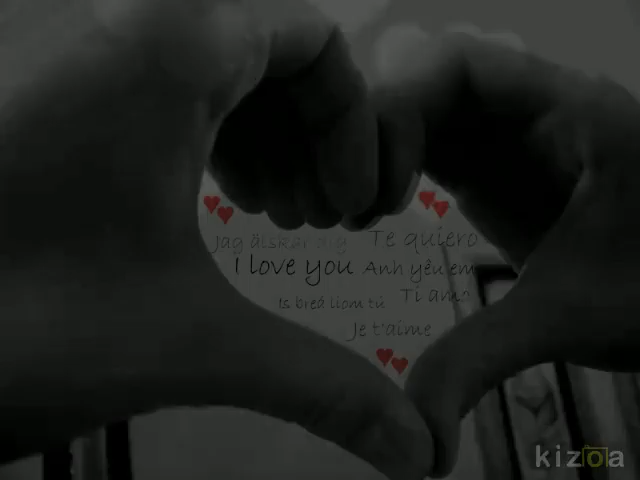 Jag älskar dig
Te quiero
I love you
Anh yêu em
Is breá liom tú
Ti amo
Je t'aime
kizoa